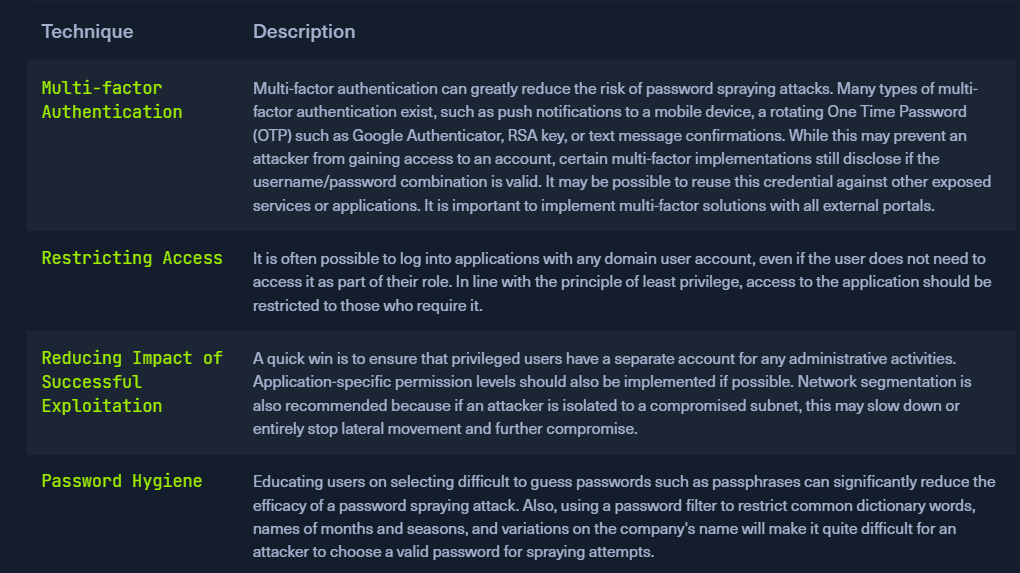 Technique
Description
Multi-factor
Authentication
Multi-factor authentication can greatly reduce the risk of password spraying attacks. Many types of multi-
factor authentication exist, such as push notifications to a mobile device, a rotating One Time Password
(OTP) such as Google Authenticator, RSA key, or text message confirmations. While this may prevent an
attacker from gaining access to an account, certain multi-factor implementations still disclose if the
username/password combination is valid. It may be possible to reuse this credential against other exposed
services or applications. It is important to implement multi-factor solutions with all external portals.
Restricting Access
It is often possible to log into applications with any domain user account, even if the user does not need to
access it as part of their role. In line with the principle of least privilege, access to the application should be
restricted to those who require it.
Reducing Impact of
Successful
Exploitation
A quick win is to ensure that privileged users have a separate account for any administrative activities.
Application-specific permission levels should also be implemented if possible. Network segmentation is
also recommended because if an attacker is isolated to a compromised subnet, this may slow down or
entirely stop lateral movement and further compromise.
Password Hygiene
Educating users on selecting difficult to guess passwords such as passphrases can significantly reduce the
efficacy of a password spraying attack. Also, using a password filter to restrict common dictionary words,
names of months and seasons, and variations on the company's name will make it quite difficult for an
attacker to choose a valid password for spraying attempts.